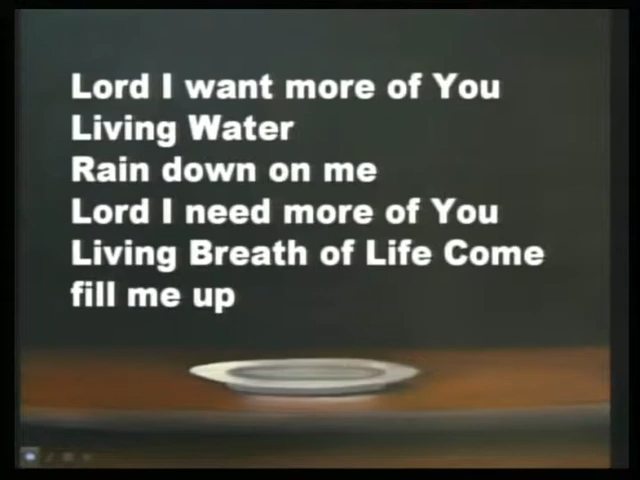 Lord I want more of You
Living Water
Rain down on me
Lord I need more of You
Living Breath of Life Come
fill me up